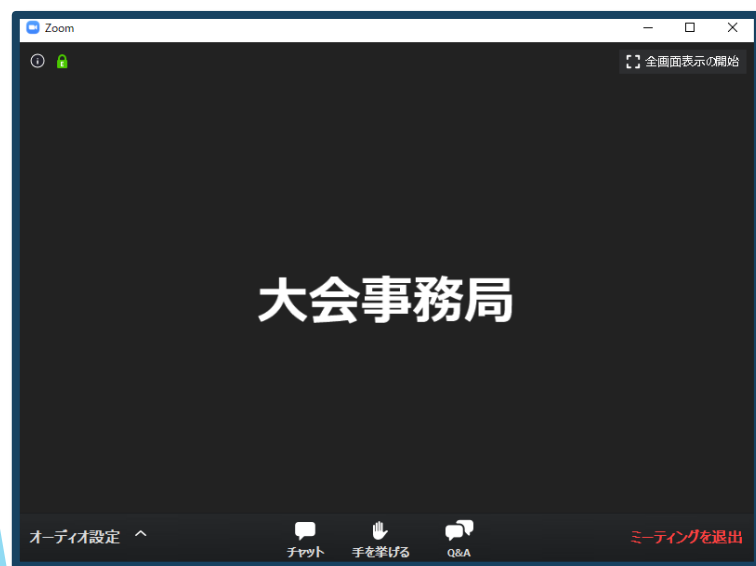 Zoom
全画面表示の開始
大会事務局
オーディオ設定
チャット
手を挙げる
Q&A
ミーティングを退出